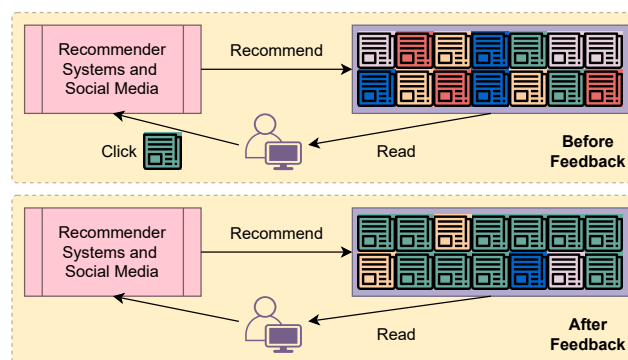 Recommender
Systems and
Social Media
Recommend
Click
Read
Before
Feedback
Recommender
Systems and
Social Media
Recommend
Read
After
Feedback